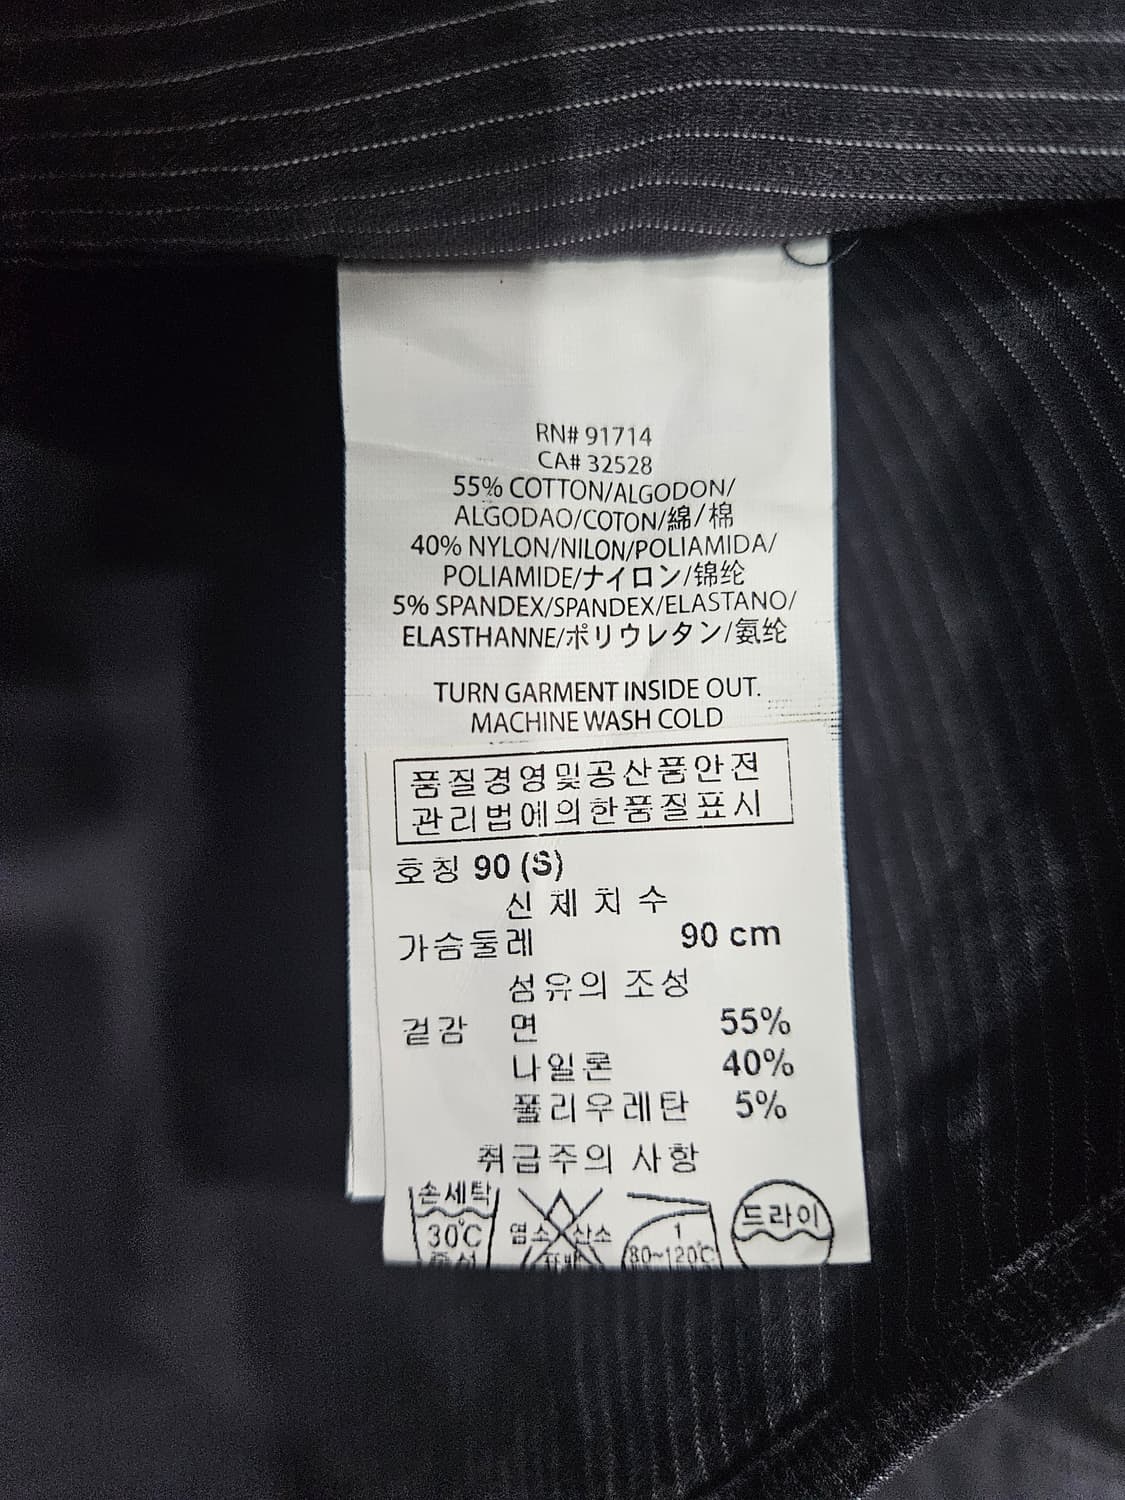 RN# 91714
CA# 32528
55% COTTON/ALGODON/
ALGODAO/COTON/綿/棉
40% NYLON/NILON/POLIAMIDA/
POLIAMIDE/ナイロン/锦纶
5% SPANDEX/SPANDEX/ELASTANO/
ELASTHANNE/ポリウレタン/氨纶
TURN GARMENT INSIDE OUT.
MACHINE WASH COLD
품질경영및공산품안전
관리법에의한품질표시
호칭 90 (S)
신체치수
가슴둘레 90 cm
섬유의 조성
겉감 면 55%
나일론 40%
폴리우레탄 5%
취급주의 사항
손세탁 염소 산소 1 드라이
30℃ 80~120℃